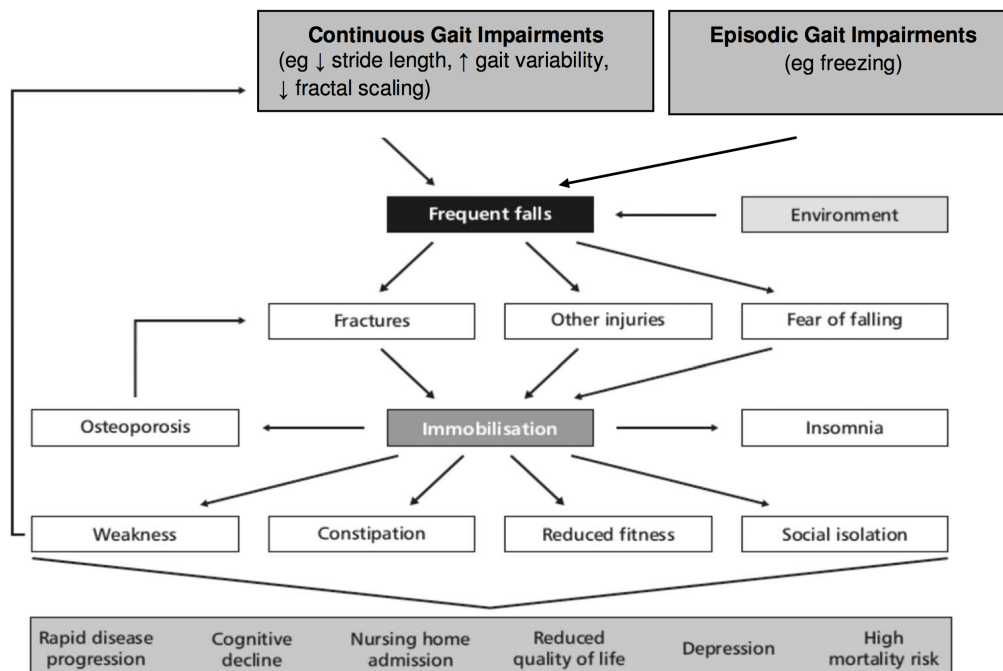 Continuous Gait Impairments
(eg ↓ stride length, ↑ gait variability,
↓ fractal scaling)
Episodic Gait Impairments
(eg freezing)
Frequent falls
Environment
Fractures
Other injuries
Fear of falling
Osteoporosis
Immobilisation
Insomnia
Weakness
Constipation
Reduced fitness
Social isolation
Rapid disease
progression
Cognitive
decline
Nursing home
admission
Reduced
quality of life
Depression
High
mortality risk